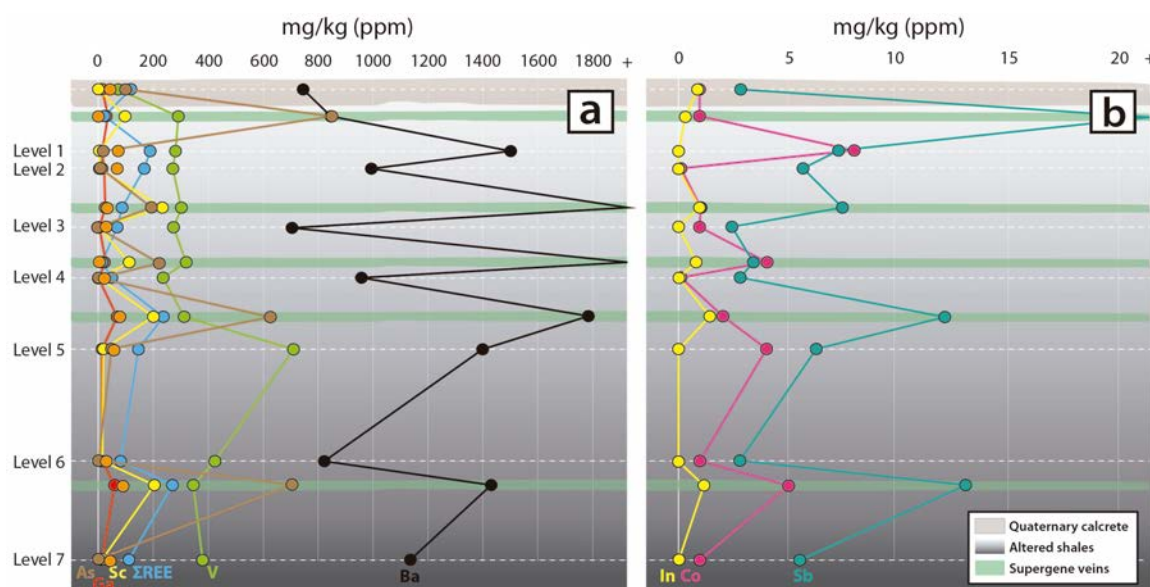 mg/kg (ppm)
mg/kg (ppm)
0 200 400 600 800 1000 1200 1400 1600 1800 +
0 5 10 15 20 +
a
b
Level 1
Level 2
Level 3
Level 4
Level 5
Level 6
Level 7
As Sc ΣREE V Ba
Ga
In Co Sb
Quaternary calcrete
Altered shales
Supergene veins